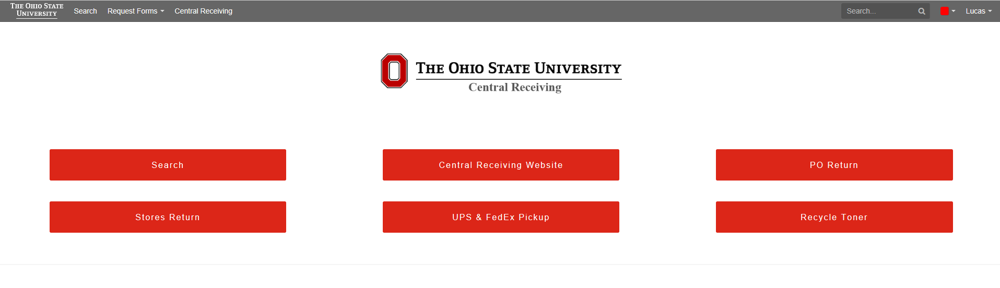 THE OHIO STATE
UNIVERSITY
Search
Request Forms
Central Receiving
Search...
Lucas
THE OHIO STATE UNIVERSITY
Central Receiving
Search
Central Receiving Website
PO Return
Stores Return
UPS & FedEx Pickup
Recycle Toner